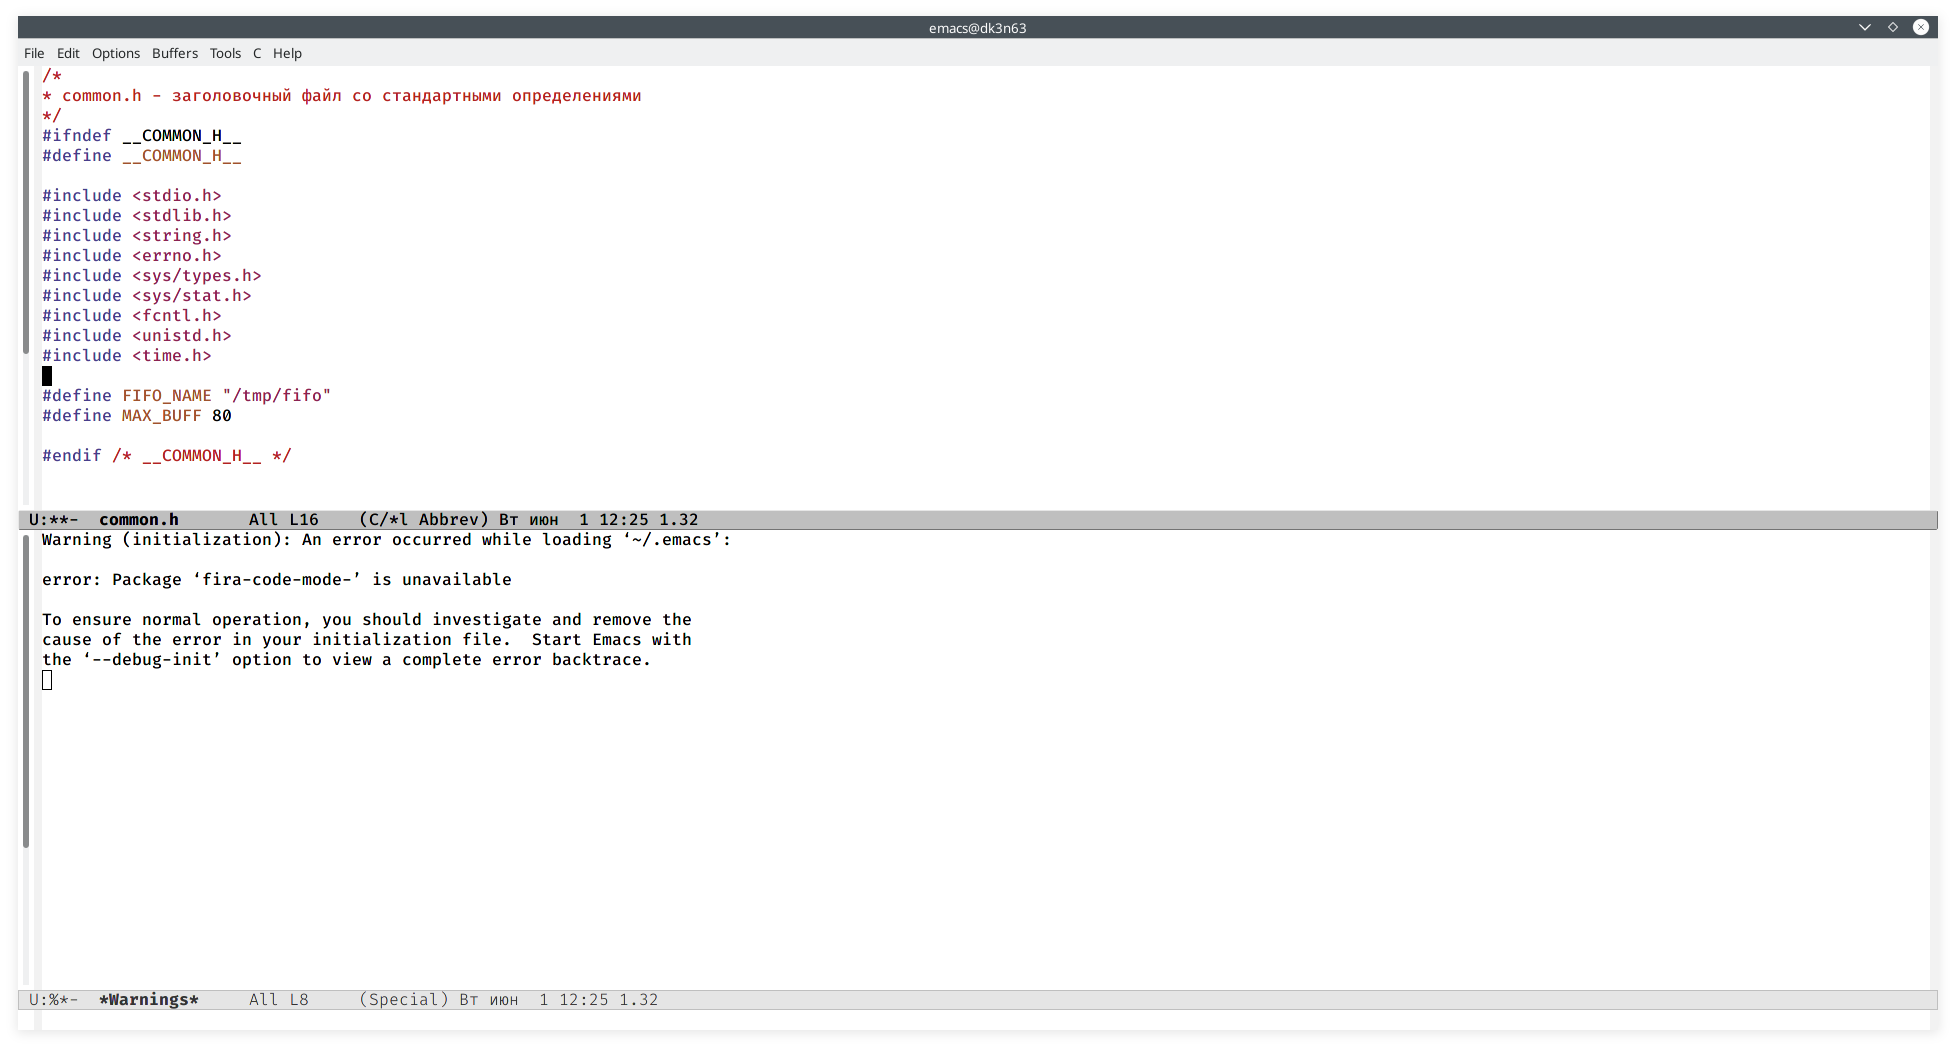 emacs@dk3n63
File Edit Options Buffers Tools C Help
/*
* common.h - заголовочный файл со стандартными определениями
*/
#ifndef __COMMON_H__
#define __COMMON_H__
#include <stdio.h>
#include <stdlib.h>
#include <string.h>
#include <errno.h>
#include <sys/types.h>
#include <sys/stat.h>
#include <fcntl.h>
#include <unistd.h>
#include <time.h>
#define FIFO_NAME "/tmp/fifo"
#define MAX_BUFF 80
#endif /* __COMMON_H__ */
U:**-  common.h       All L16    (C/*l Abbrev) Вт июн  1 12:25 1.32
Warning (initialization): An error occurred while loading ‘~/.emacs’:
error: Package ‘fira-code-mode-’ is unavailable
To ensure normal operation, you should investigate and remove the
cause of the error in your initialization file.  Start Emacs with
the ‘--debug-init’ option to view a complete error backtrace.
U:%*-  *Warnings*     All L8     (Special) Вт июн  1 12:25 1.32